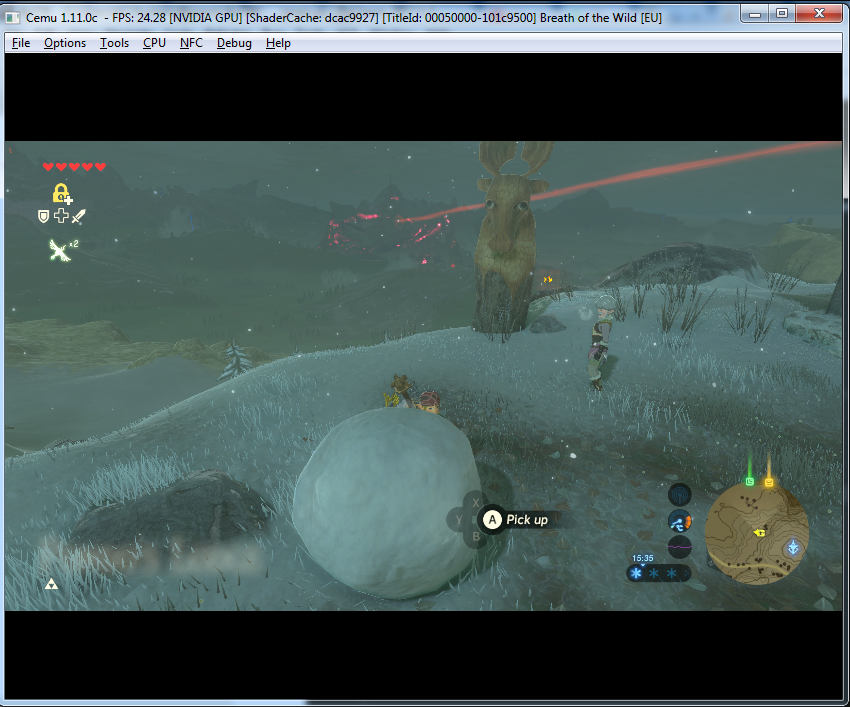 Cemu 1.11.0c - FPS: 24.28 [NVIDIA GPU] [ShaderCache: dcac9927] [TitleId: 00050000-101c9500] Breath of the Wild [EU]
File Options Tools CPU NFC Debug Help
x2
X
Y
A Pick up
B
15:35